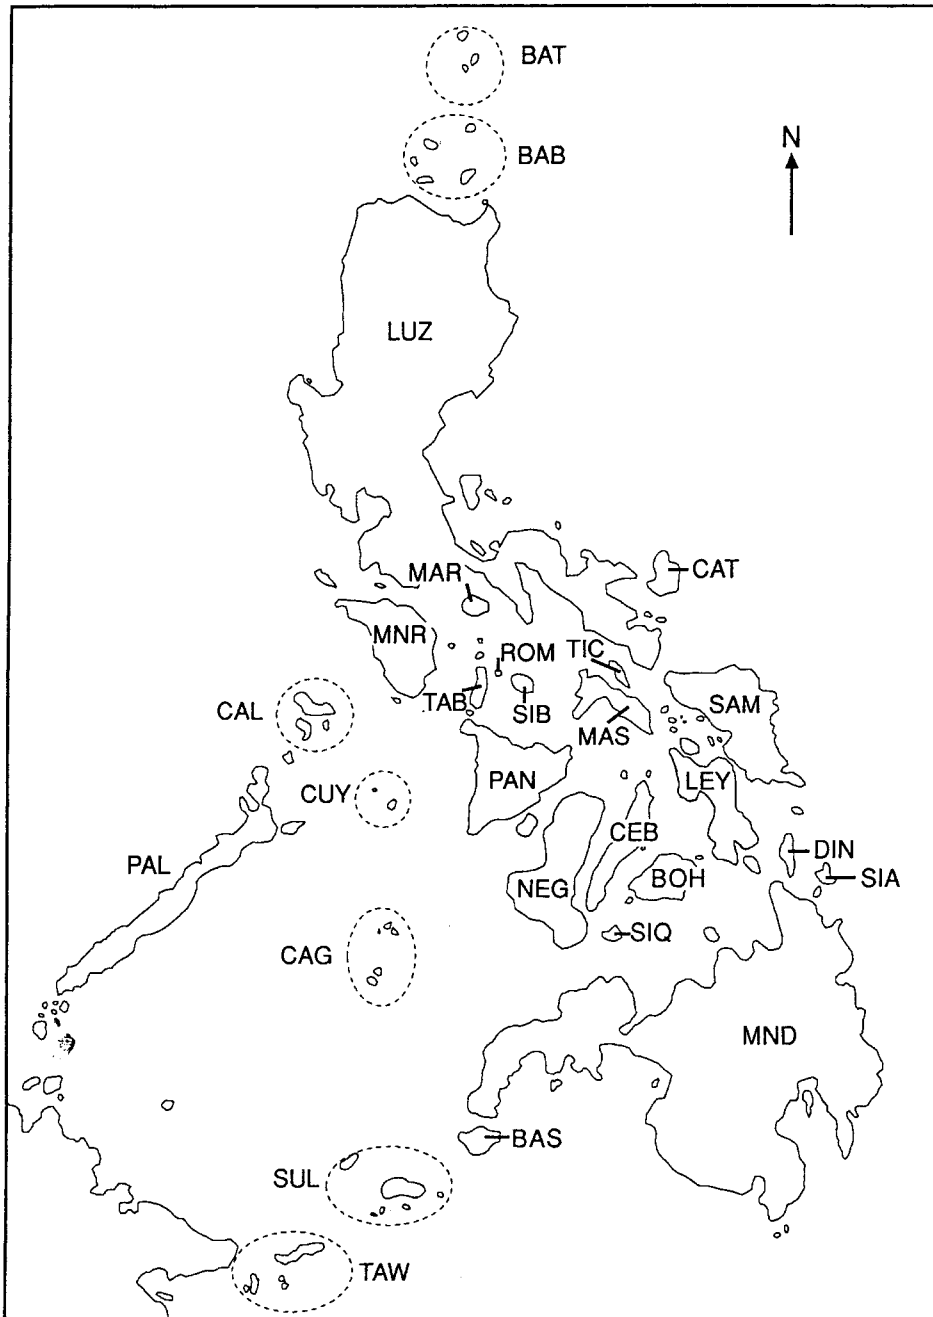 BAT
N
BAB
LUZ
CAT
MAR
MNR
ROM
TIC
TAB
SIB
SAM
CAL
MAS
PAN
LEY
CUY
CEB
DIN
PAL
NEG
BOH
SIA
SIQ
CAG
MND
BAS
SUL
TAW